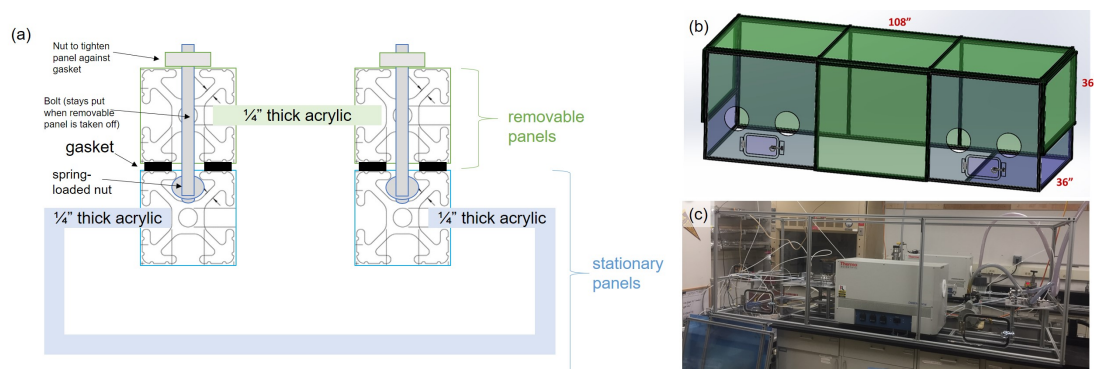 (a)
Nut to tighten
panel against
gasket
Bolt (stays put
when removable
panel is taken off)
gasket
spring-
loaded nut
¼” thick acrylic
removable
panels
¼” thick acrylic
¼” thick acrylic
stationary
panels
(b)
108”
36
36”
(c)
Thermo